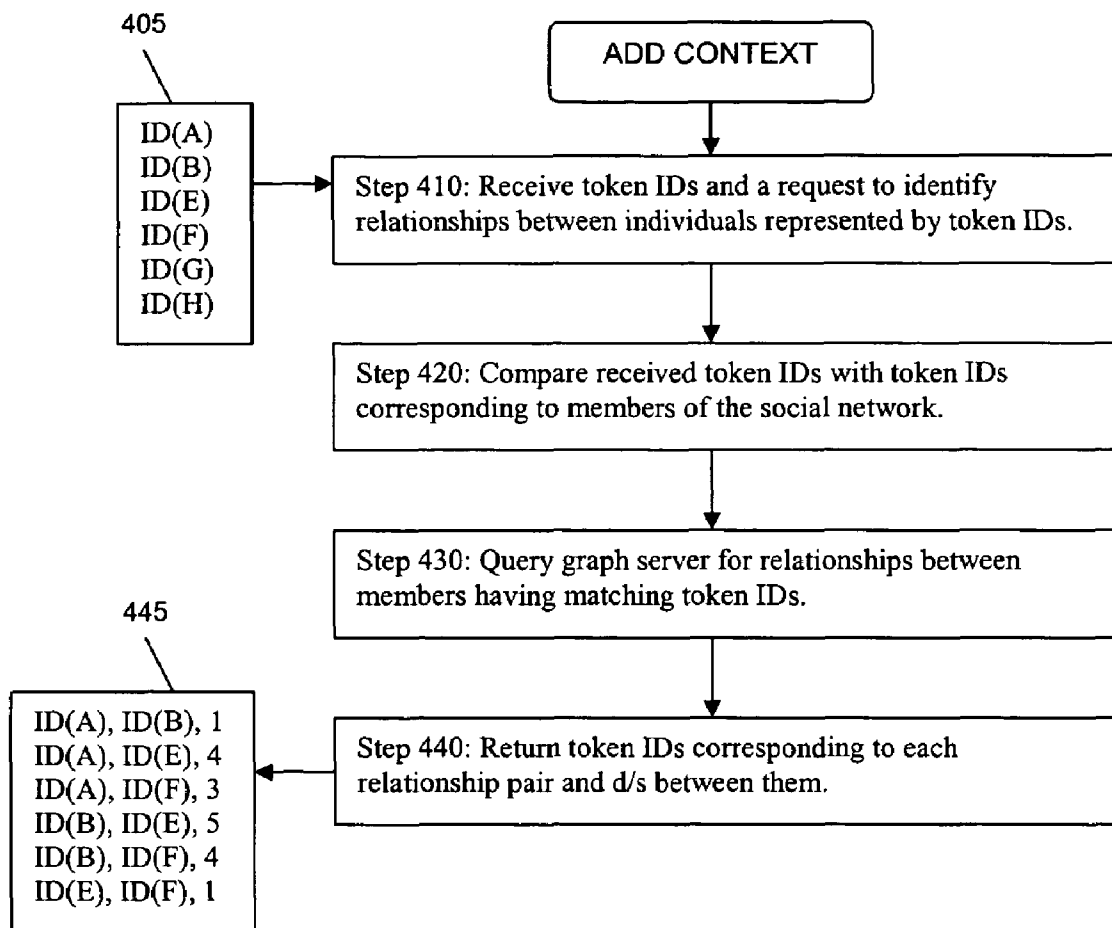 405
ADD CONTEXT
ID(A)
ID(B)
ID(E)
ID(F)
ID(G)
ID(H)
Step 410: Receive token IDs and a request to identify
relationships between individuals represented by token IDs.
Step 420: Compare received token IDs with token IDs
corresponding to members of the social network.
Step 430: Query graph server for relationships between
members having matching token IDs.
445
ID(A), ID(B), 1
ID(A), ID(E), 4
ID(A), ID(F), 3
ID(B), ID(E), 5
ID(B), ID(F), 4
ID(E), ID(F), 1
Step 440: Return token IDs corresponding to each
relationship pair and d/s between them.